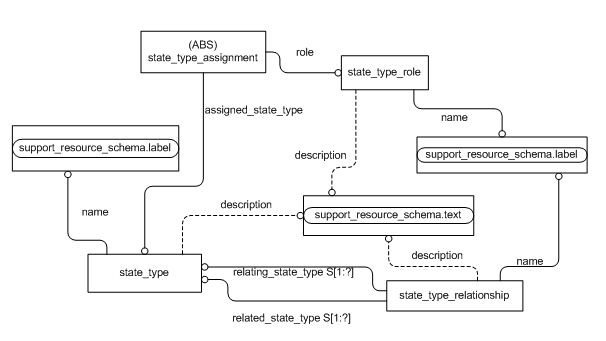 (ABS)
state_type_assignment
role
state_type_role
assigned_state_type
name
support_resource_schema.label
description
support_resource_schema.label
name
description
support_resource_schema.text
description
name
state_type
relating_state_type S[1:?]
state_type_relationship
related_state_type S[1:?]